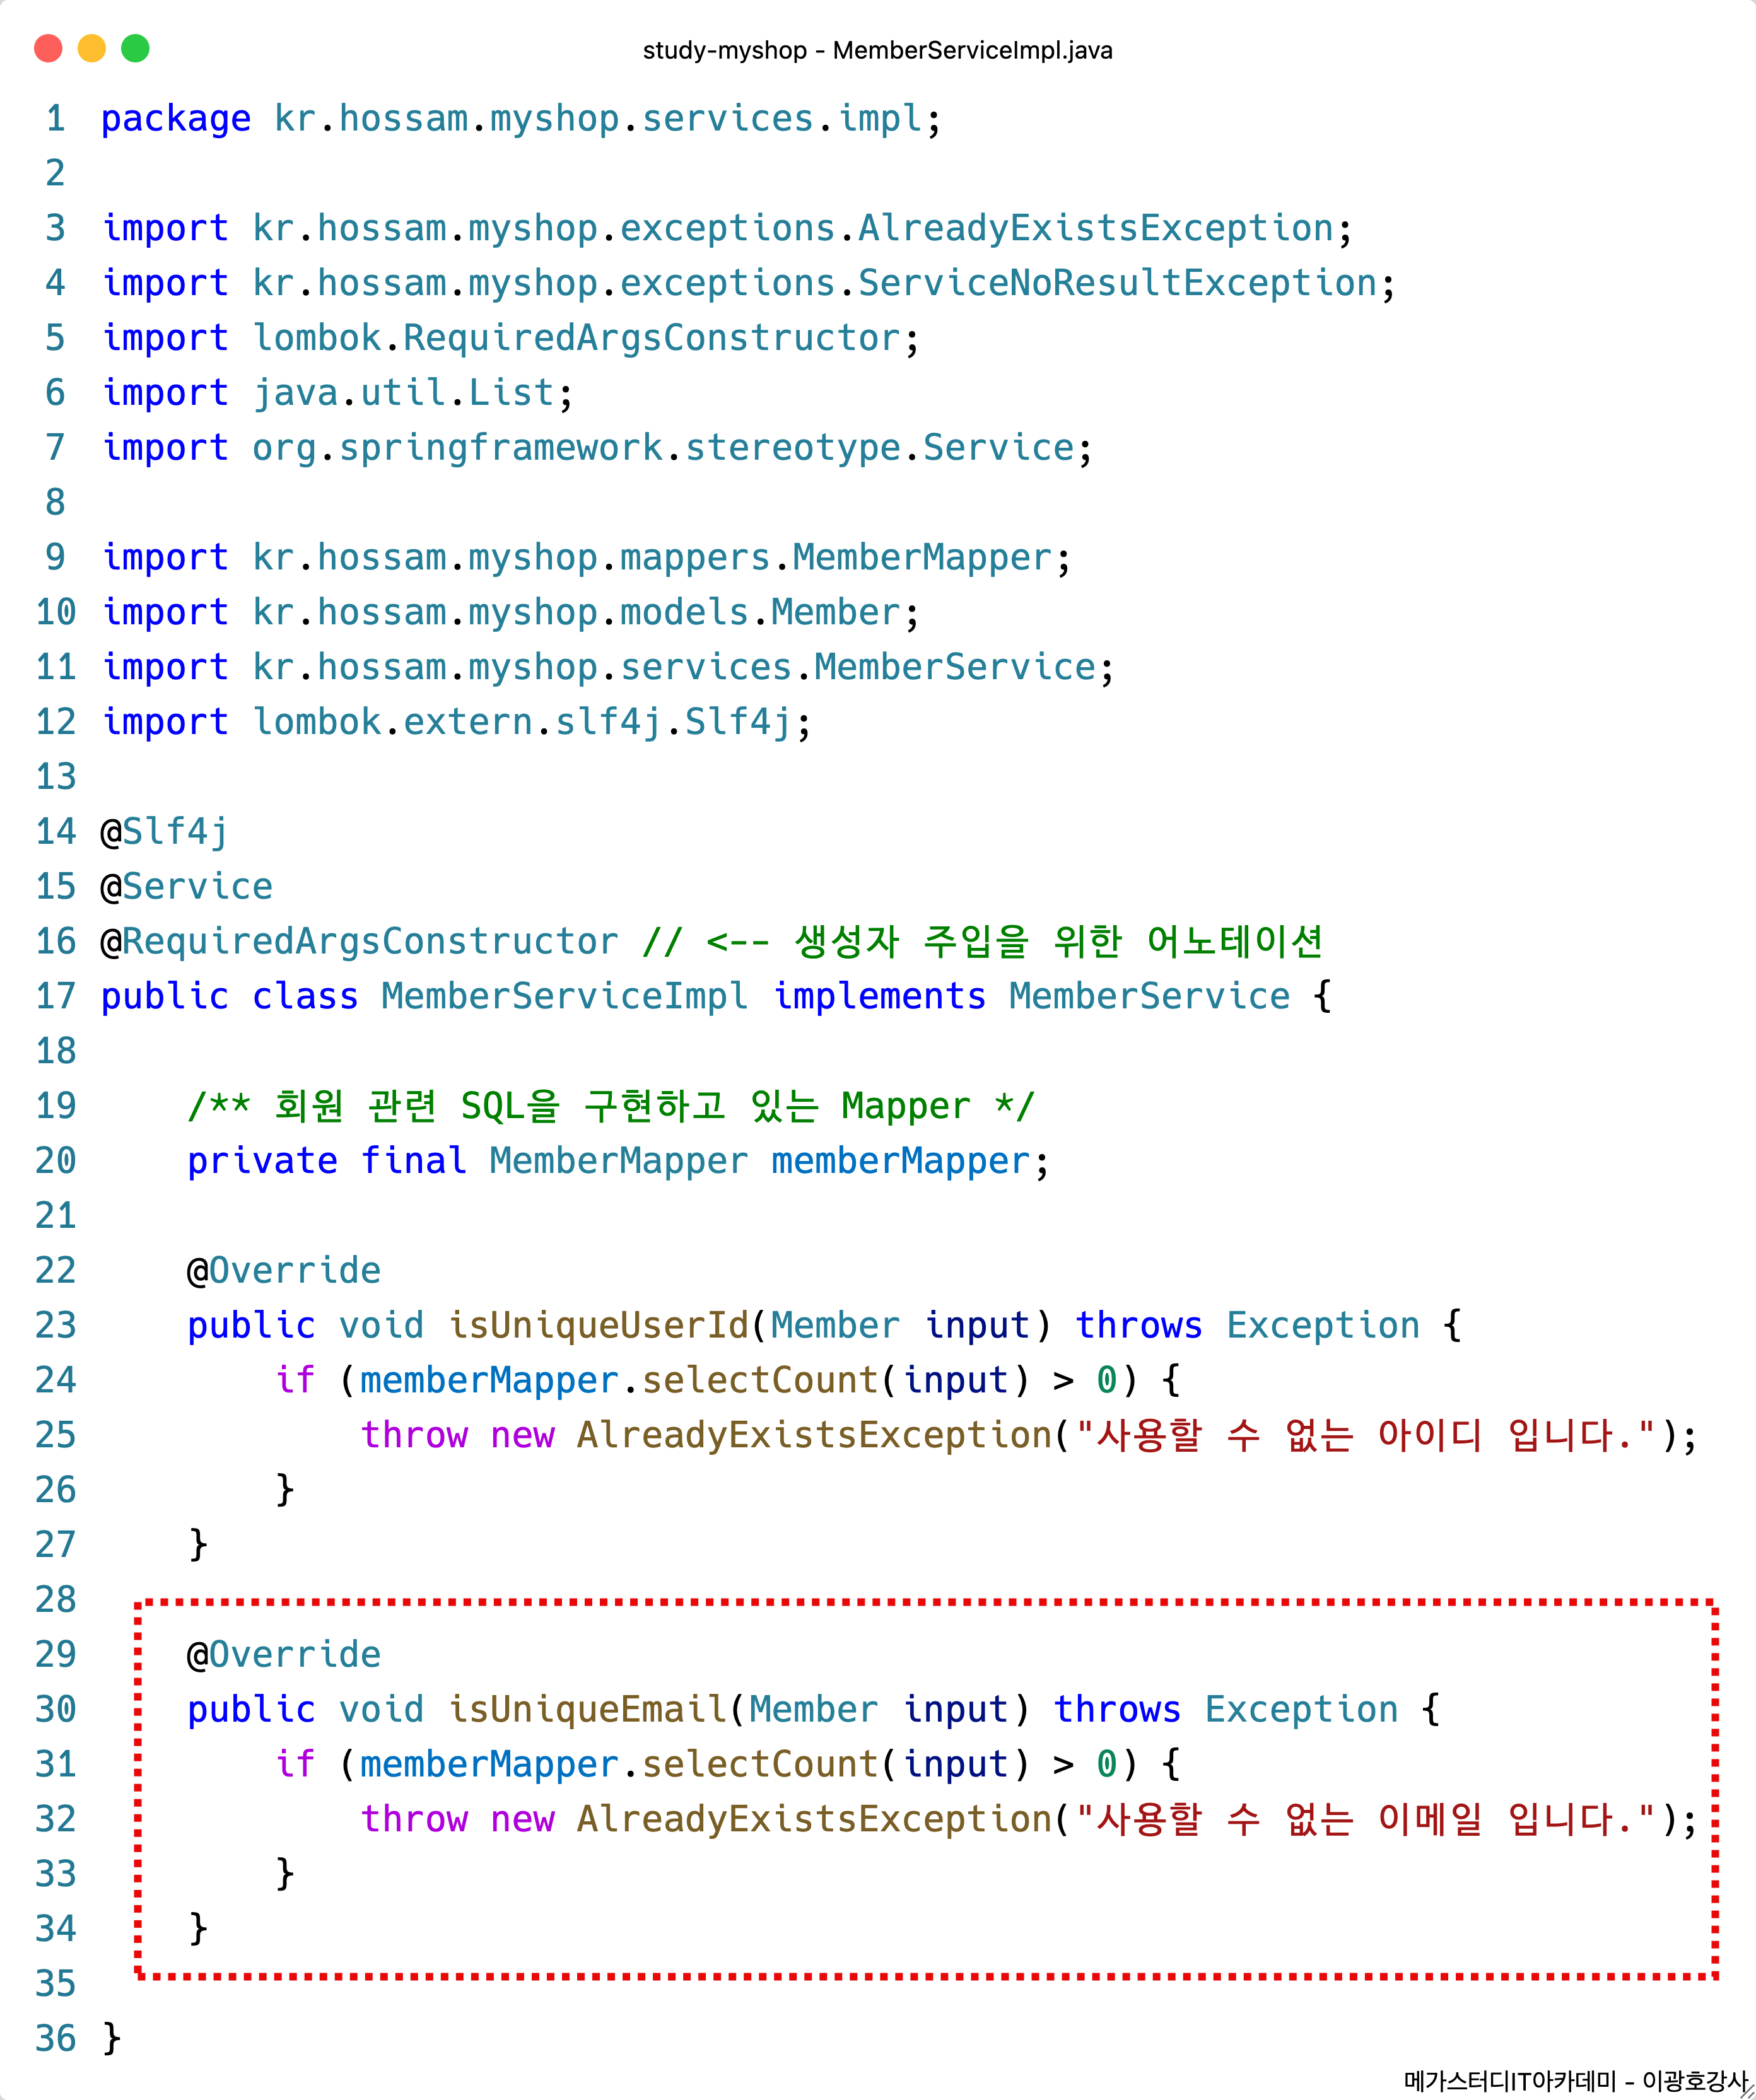 study-myshop - MemberServiceImpl.java
1 package kr.hossam.myshop.services.impl;
2
3 import kr.hossam.myshop.exceptions.AlreadyExistsException;
4 import kr.hossam.myshop.exceptions.ServiceNoResultException;
5 import lombok.RequiredArgsConstructor;
6 import java.util.List;
7 import org.springframework.stereotype.Service;
8
9 import kr.hossam.myshop.mappers.MemberMapper;
10 import kr.hossam.myshop.models.Member;
11 import kr.hossam.myshop.services.MemberService;
12 import lombok.extern.slf4j.Slf4j;
13
14 @Slf4j
15 @Service
16 @RequiredArgsConstructor // <-- 생성자 주입을 위한 어노테이션
17 public class MemberServiceImpl implements MemberService {
18
19     /** 회원 관련 SQL을 구현하고 있는 Mapper */
20     private final MemberMapper memberMapper;
21
22     @Override
23     public void isUniqueUserId(Member input) throws Exception {
24         if (memberMapper.selectCount(input) > 0) {
25             throw new AlreadyExistsException("사용할 수 없는 아이디 입니다.");
26         }
27     }
28
29     @Override
30     public void isUniqueEmail(Member input) throws Exception {
31         if (memberMapper.selectCount(input) > 0) {
32             throw new AlreadyExistsException("사용할 수 없는 이메일 입니다.");
33         }
34     }
35
36 }
메가스터디IT아카데미 - 이광호강사